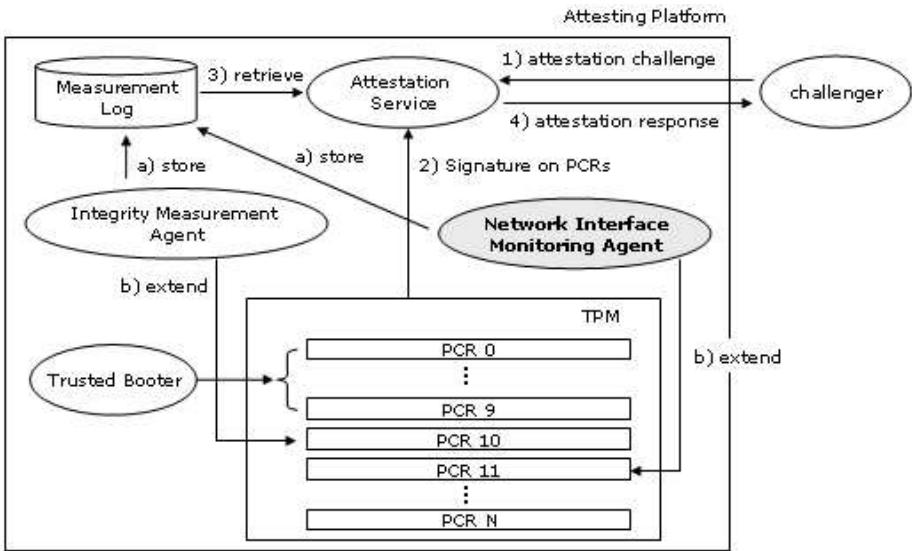 Attesting Platform
1) attestation challenge
Measurement
Log
3) retrieve
Attestation
Service
challenger
4) attestation response
a) store
a) store
2) Signature on PCRs
Integrity Measurement
Agent
Network Interface
Monitoring Agent
b) extend
TPM
PCR 0
b) extend
Trusted Booter
PCR 9
PCR 10
PCR 11
PCR N